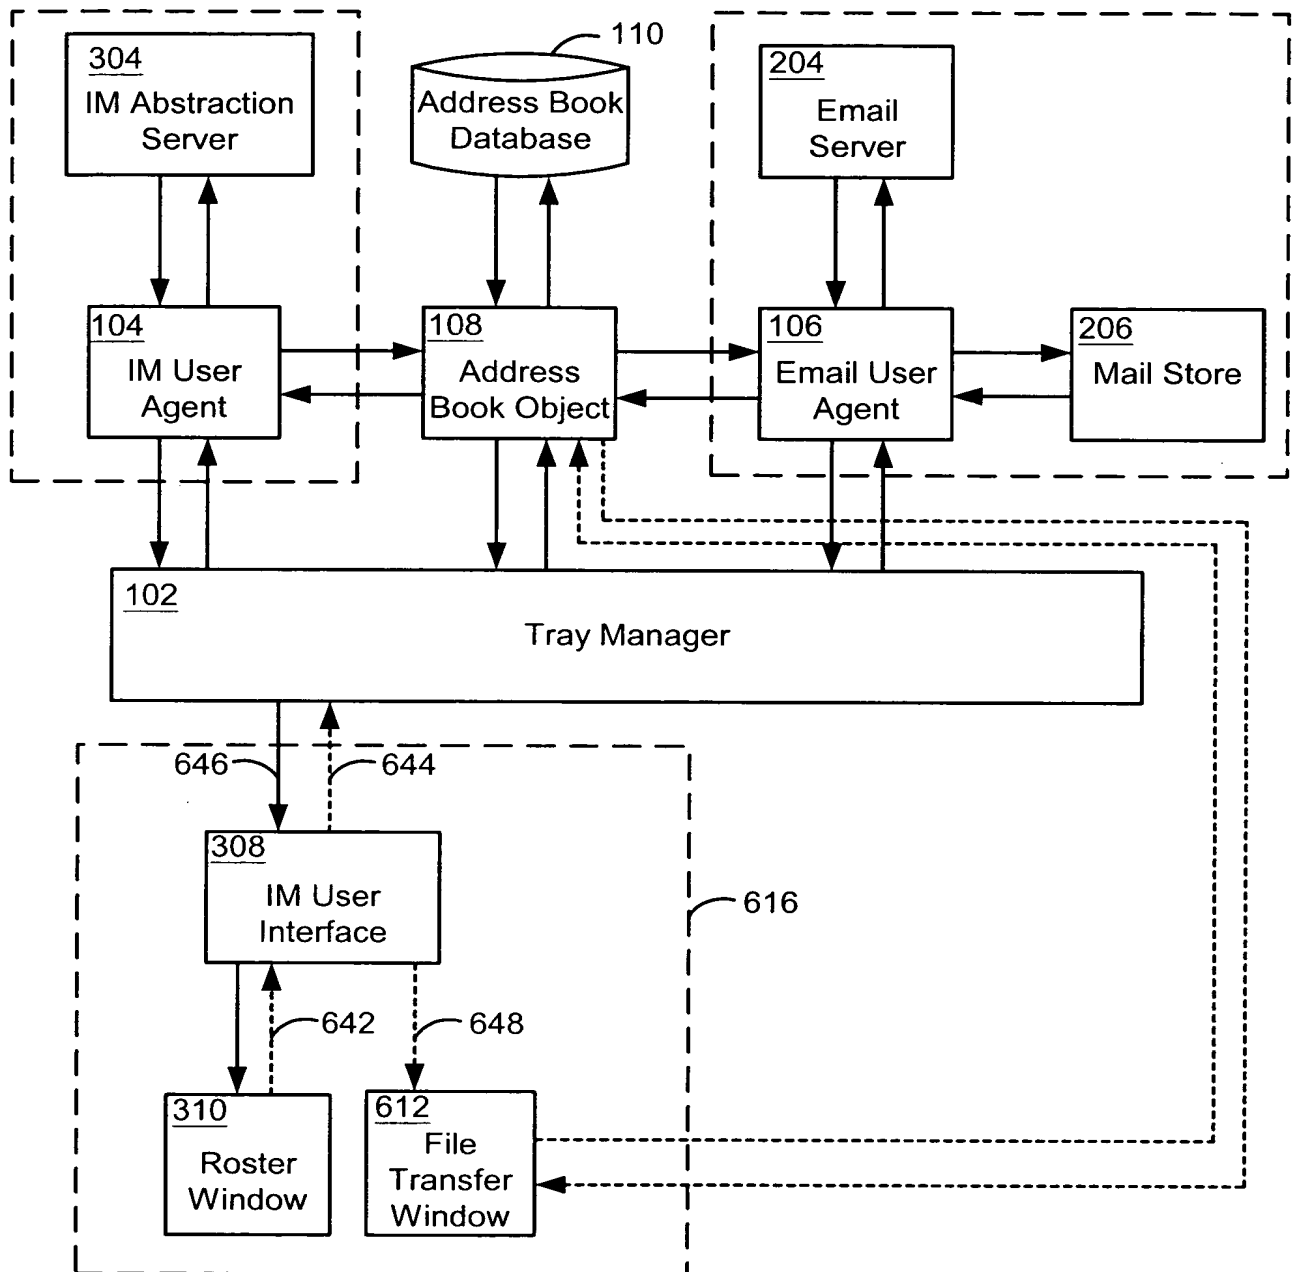 304
IM Abstraction
Server
110
Address Book
Database
204
Email
Server
104
IM User
Agent
108
Address
Book Object
106
Email User
Agent
206
Mail Store
102
Tray Manager
646
644
308
IM User
Interface
616
642
648
310
Roster
Window
612
File
Transfer
Window